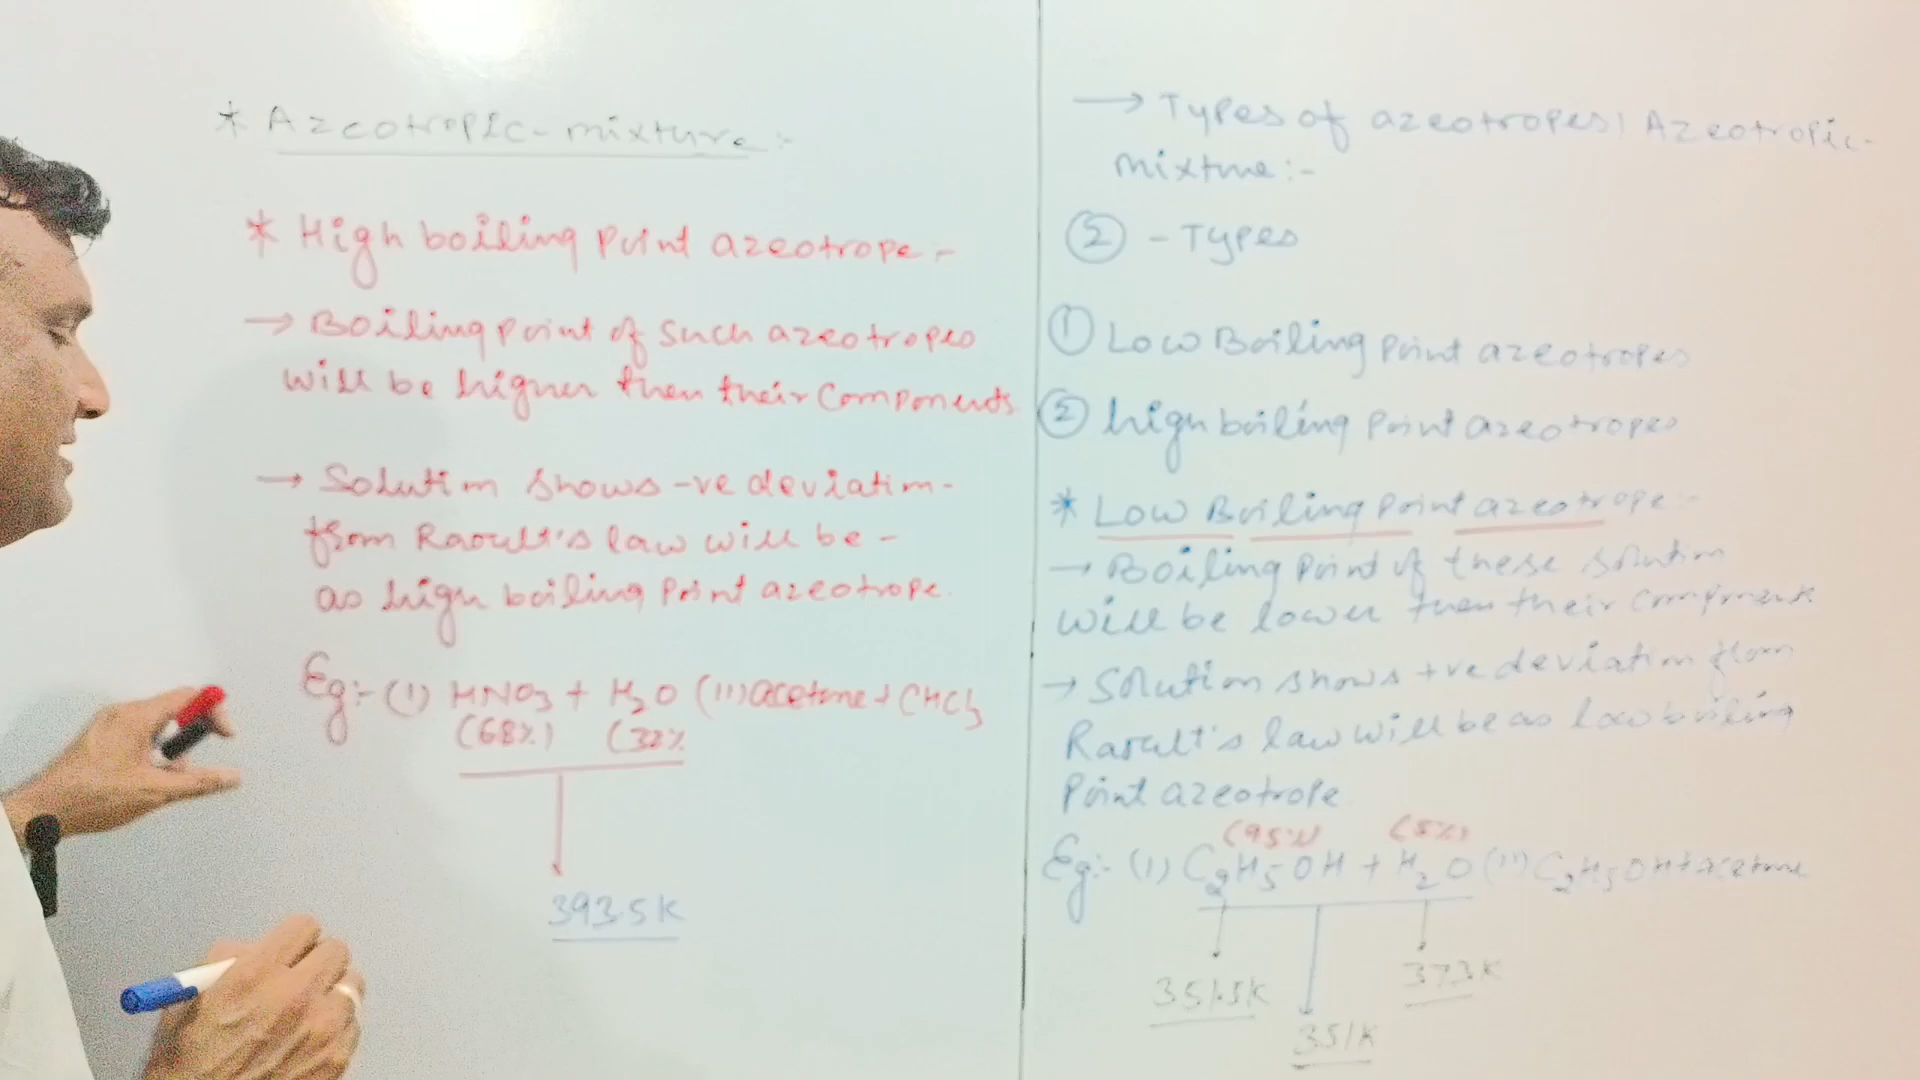 * Azeotropic-mixture:-
* High boiling point azeotrope -
→ Boiling point of such azeotropes
will be higher then their components
→ Solution shows -ve deviation-
from Raoult's law will be -
as high boiling point azeotrope.
Eg:- (I) HNO3 + H2O (II) acetone + CHCl3
(68%) (32%
393.5K
→ Types of azeotropes/ Azeotropic-
mixture:-
② - Types
① Low Boiling point azeotropes
② high boiling point azeotropes
* Low Boiling point azeotrope:-
→ Boiling point of these solution
will be lower then their components
→ Solution shows +ve deviation from
Raoult's law will be as low boiling
Point azeotrope
(95%) (5%)
Eg:- (I) C2H5-OH + H2O (II) C2H5OH + acetone
351.5K 373K
351K